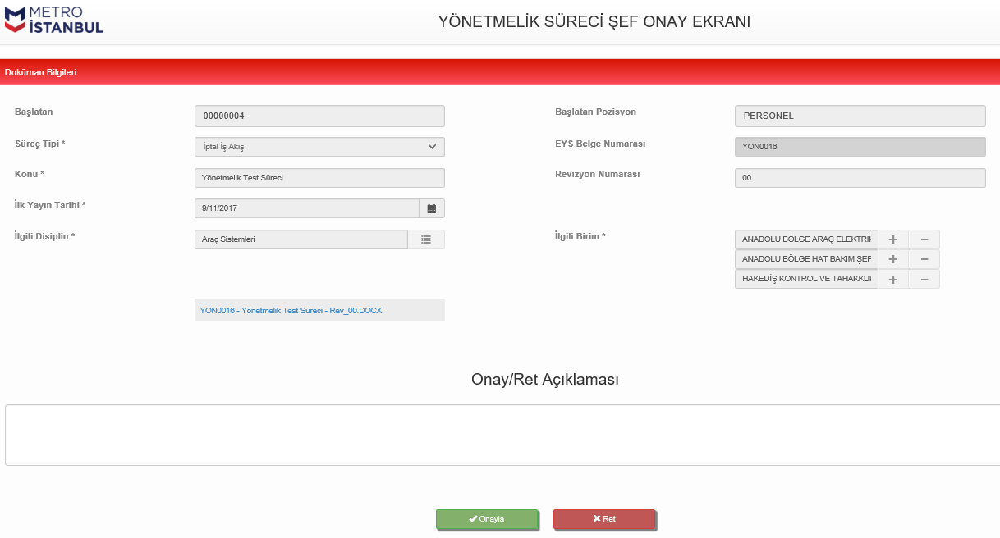 METRO
İSTANBUL
YÖNETMELİK SÜRECİ ŞEF ONAY EKRANI
Doküman Bilgileri
Başlatan 00000004 Başlatan Pozisyon PERSONEL
Süreç Tipi * İptal İş Akışı EYS Belge Numarası YON0016
Konu * Yönetmelik Test Süreci Revizyon Numarası 00
İlk Yayın Tarihi * 9/11/2017
İlgili Disiplin * Araç Sistemleri İlgili Birim * ANADOLU BÖLGE ARAÇ ELEKTRİK
ANADOLU BÖLGE HAT BAKIM ŞEF
HAKEDİŞ KONTROL VE TAHAKKU
YON0016 - Yönetmelik Test Süreci - Rev_00.DOCX
Onay/Ret Açıklaması
Onayla Ret